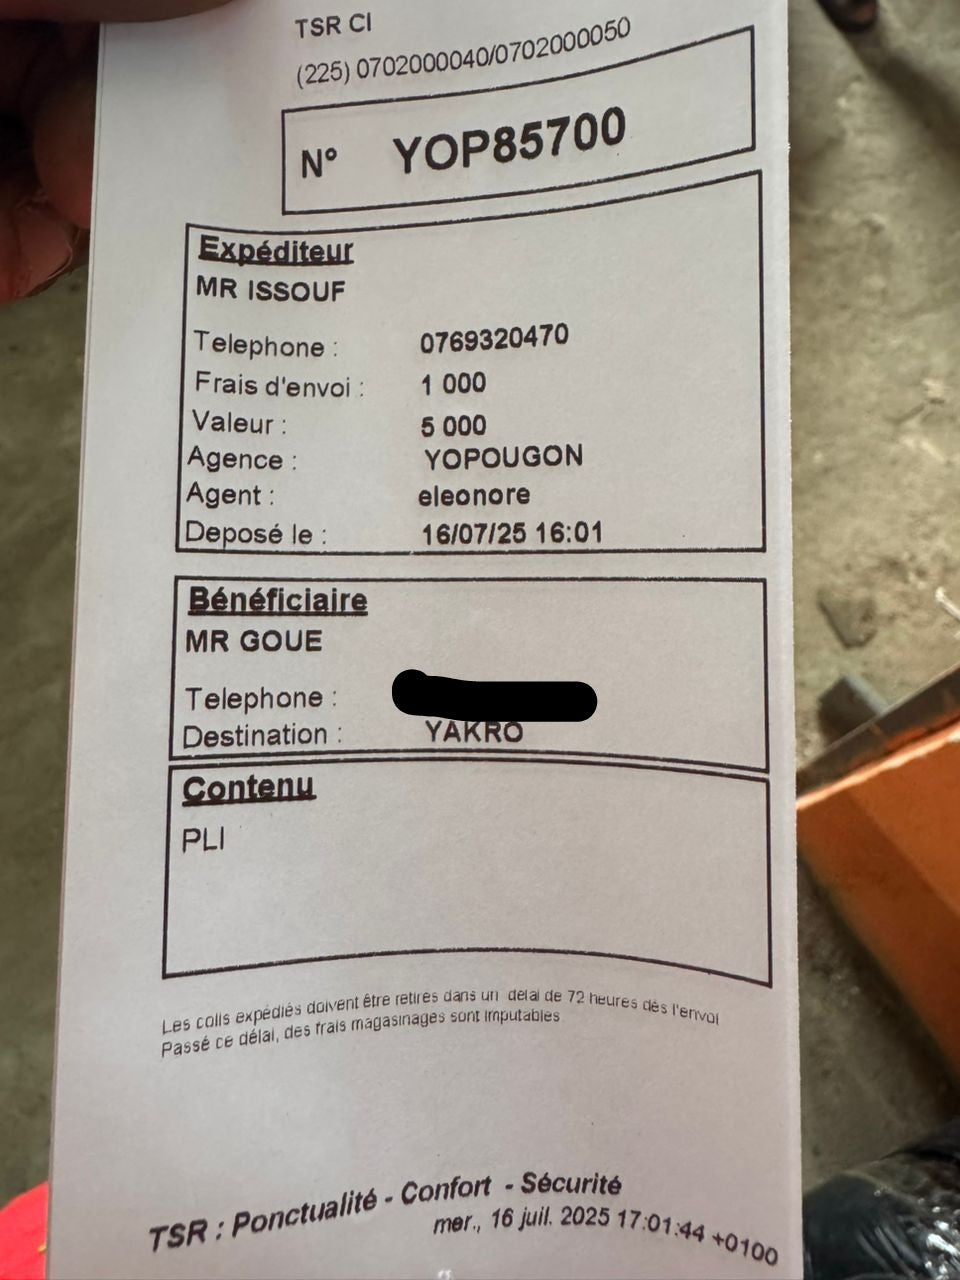 TSR CI
(225) 0702000040/0702000050
N° YOP85700
Expéditeur
MR ISSOUF
Telephone : 0769320470
Frais d'envoi : 1 000
Valeur : 5 000
Agence : YOPOUGON
Agent : eleonore
Deposé le : 16/07/25 16:01
Bénéficiaire
MR GOUE
Telephone :
Destination : YAKRO
Contenu
PLI
Les colis expédiés doivent être retirés dans un délai de 72 heures dès l'envoi
Passé ce délai, des frais magasinages sont imputables
TSR : Ponctualité - Confort - Sécurité
mer., 16 juil. 2025 17:01:44 +0100